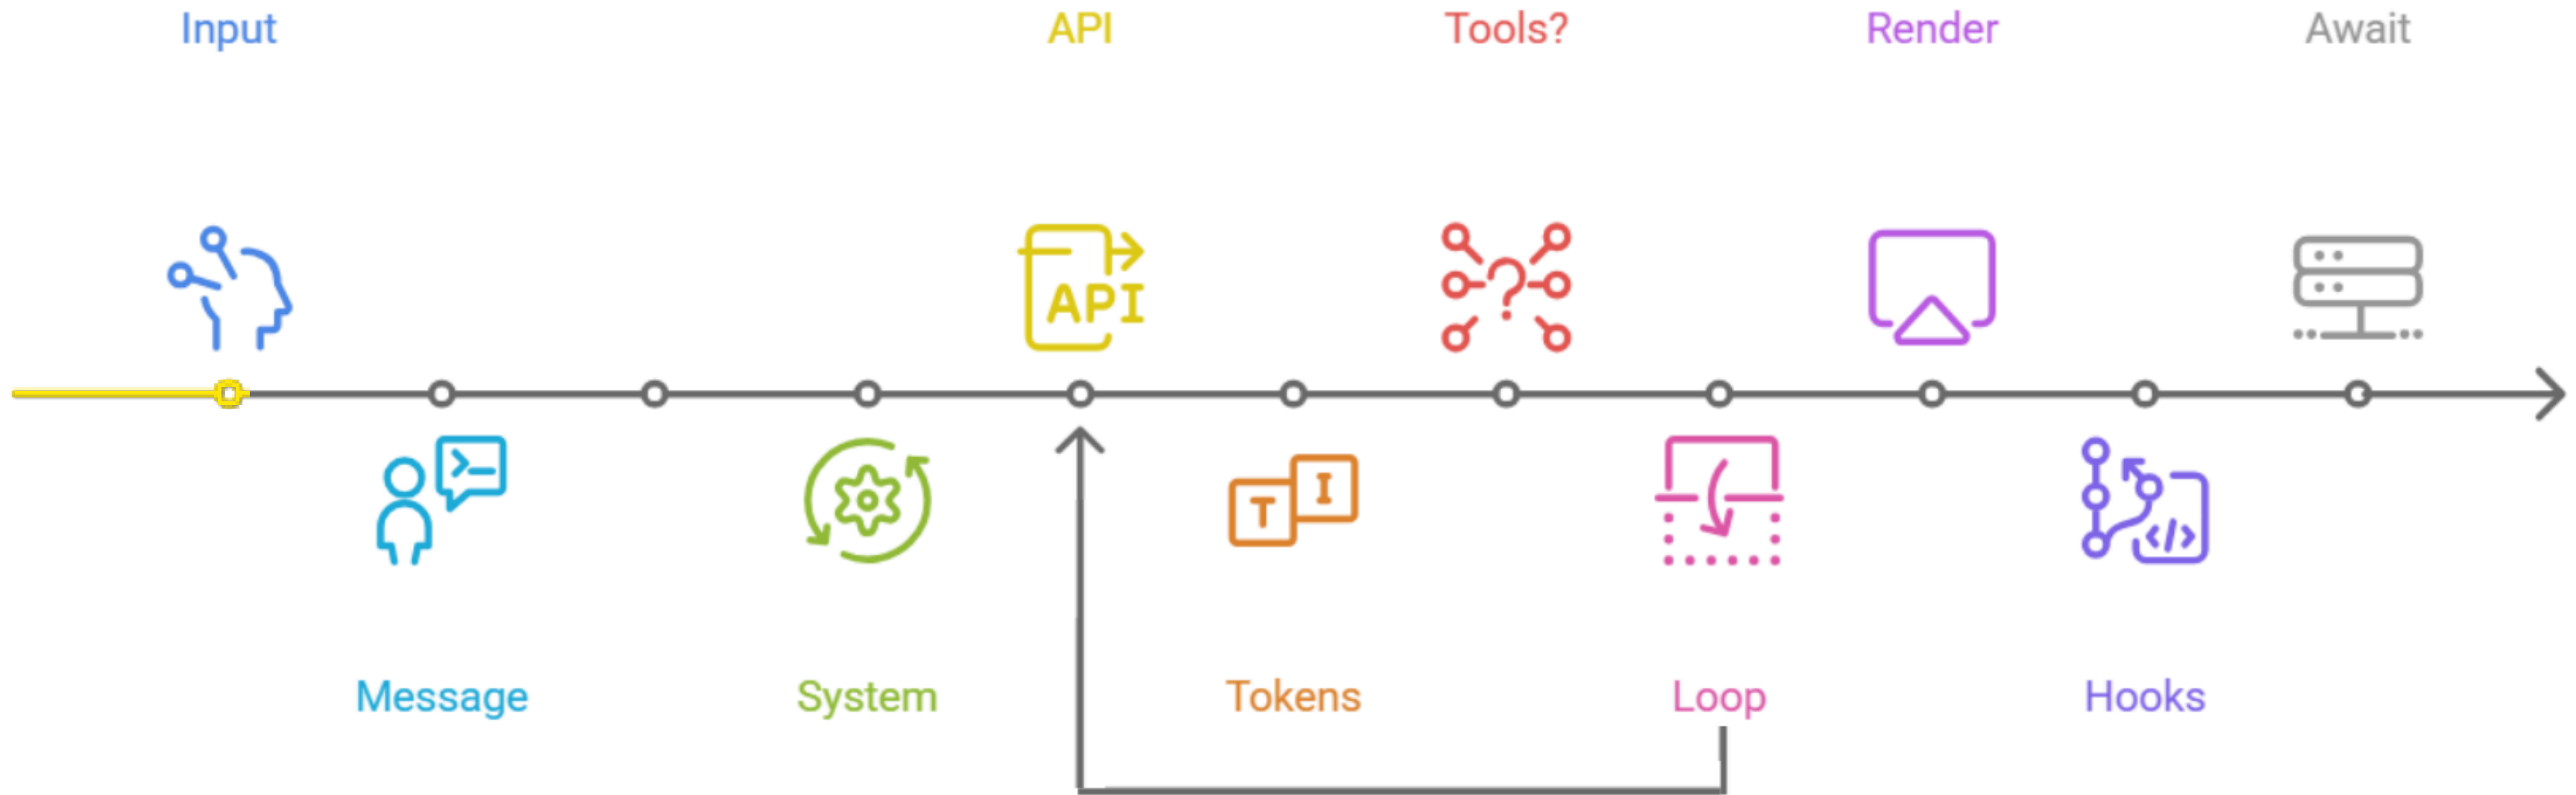 Input
API
Tools?
Render
Await
API
T
I
</>
Message
System
Tokens
Loop
Hooks